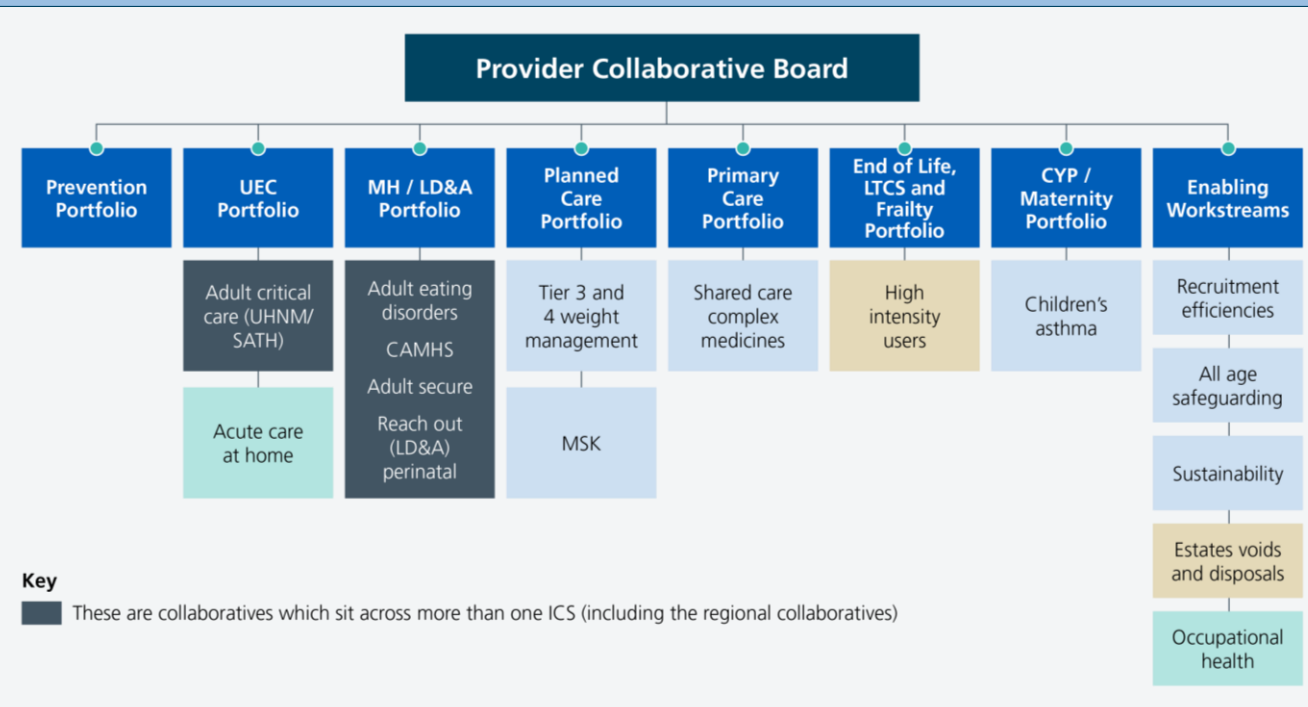 Provider Collaborative Board
Prevention
Portfolio
UEC
Portfolio
MH / LD&A
Portfolio
Planned
Care
Portfolio
Primary
Care
Portfolio
End of Life,
LTCS and
Frailty
Portfolio
CYP /
Maternity
Portfolio
Enabling
Workstreams
Adult critical
care (UHNM/
SATH)
Acute care
at home
Adult eating
disorders
CAMHS
Adult secure
Reach out
(LD&A)
perinatal
Tier 3 and
4 weight
management
MSK
Shared care
complex
medicines
High
intensity
users
Children’s
asthma
Recruitment
efficiencies
All age
safeguarding
Sustainability
Estates voids
and disposals
Occupational
health
Key
These are collaboratives which sit across more than one ICS (including the regional collaboratives)